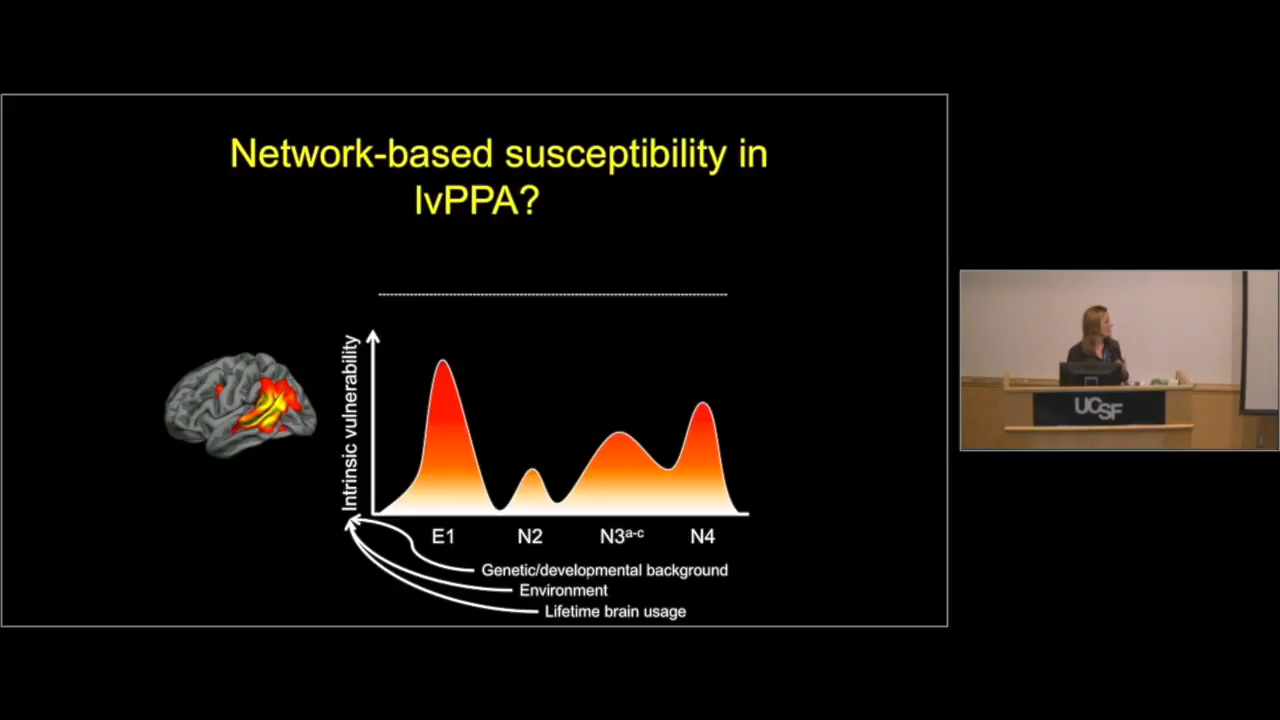 Network-based susceptibility in
lvPPA?
Intrinsic vulnerability
E1 N2 N3a-c N4
Genetic/developmental background
Environment
Lifetime brain usage
UCSF